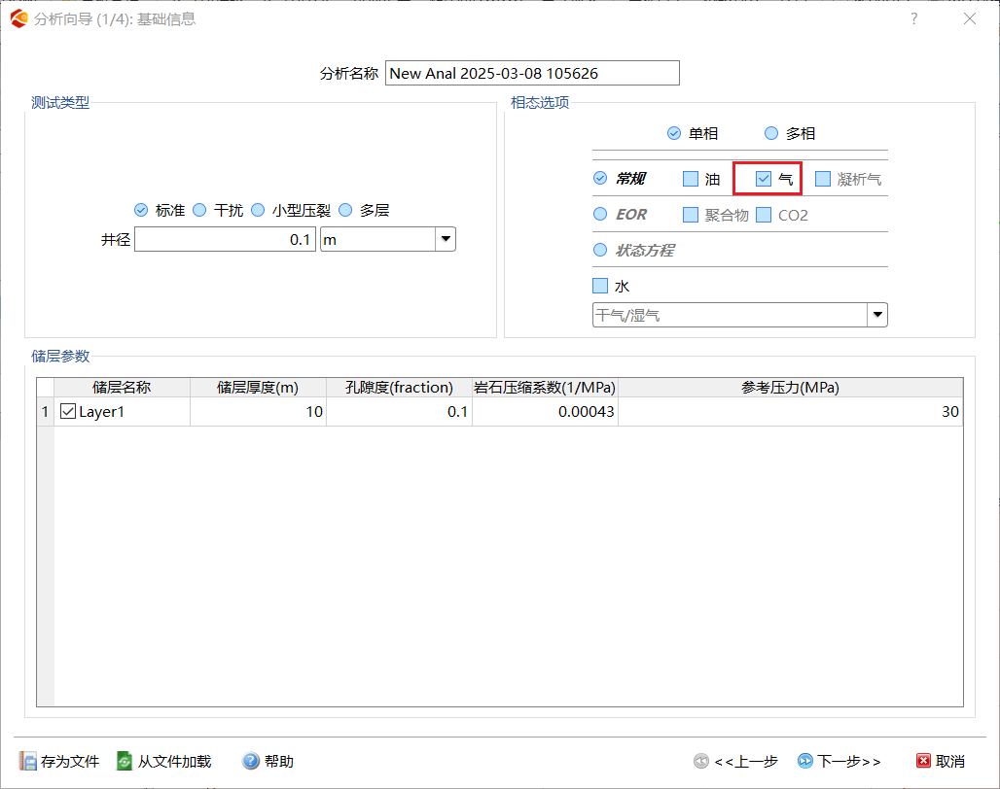 分析向导 (1/4): 基础信息
?
分析名称 New Anal 2025-03-08 105626
测试类型
标准 干扰 小型压裂 多层
井径 0.1 m
相态选项
单相 多相
常规 油 气 凝析气
EOR 聚合物 CO2
状态方程
水
干气/湿气
储层参数
储层名称 储层厚度(m) 孔隙度(fraction) 岩石压缩系数(1/MPa) 参考压力(MPa)
1 Layer1 10 0.1 0.00043 30
存为文件 从文件加载 帮助 <<上一步 下一步>> 取消